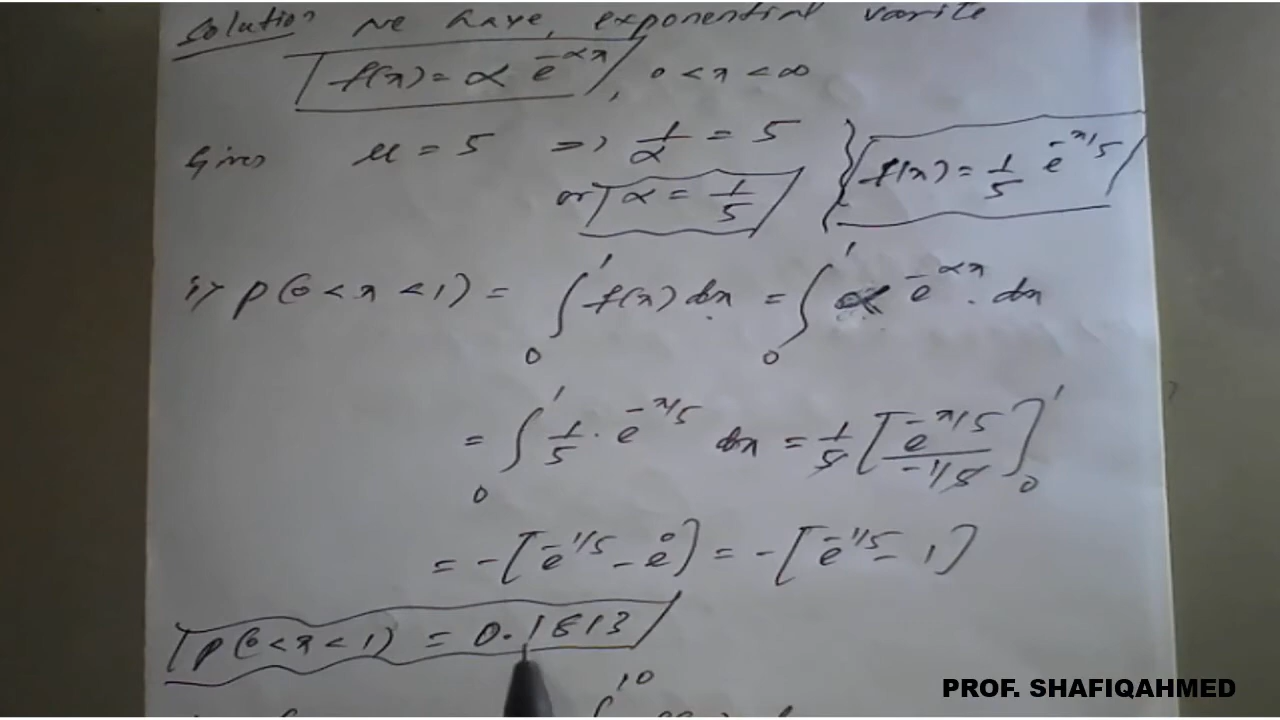 Solution We have, exponential varite
f(x) = α e^-αx, 0 < x < ∞
Given μ = 5 => 1/α = 5
or α = 1/5 } f(x) = 1/5 e^-x/5
i> P(0 < x < 1) = ∫₀¹ f(x) dx = ∫₀¹ α e^-αx . dx
= ∫₀¹ 1/5 . e^-x/5 dx = 1/5 [e^-x/5 / -1/5]₀¹
= -[e^-1/5 - e^0] = -[e^-1/5 - 1]
P(0 < x < 1) = 0.1813
10
PROF. SHAFIQAHMED